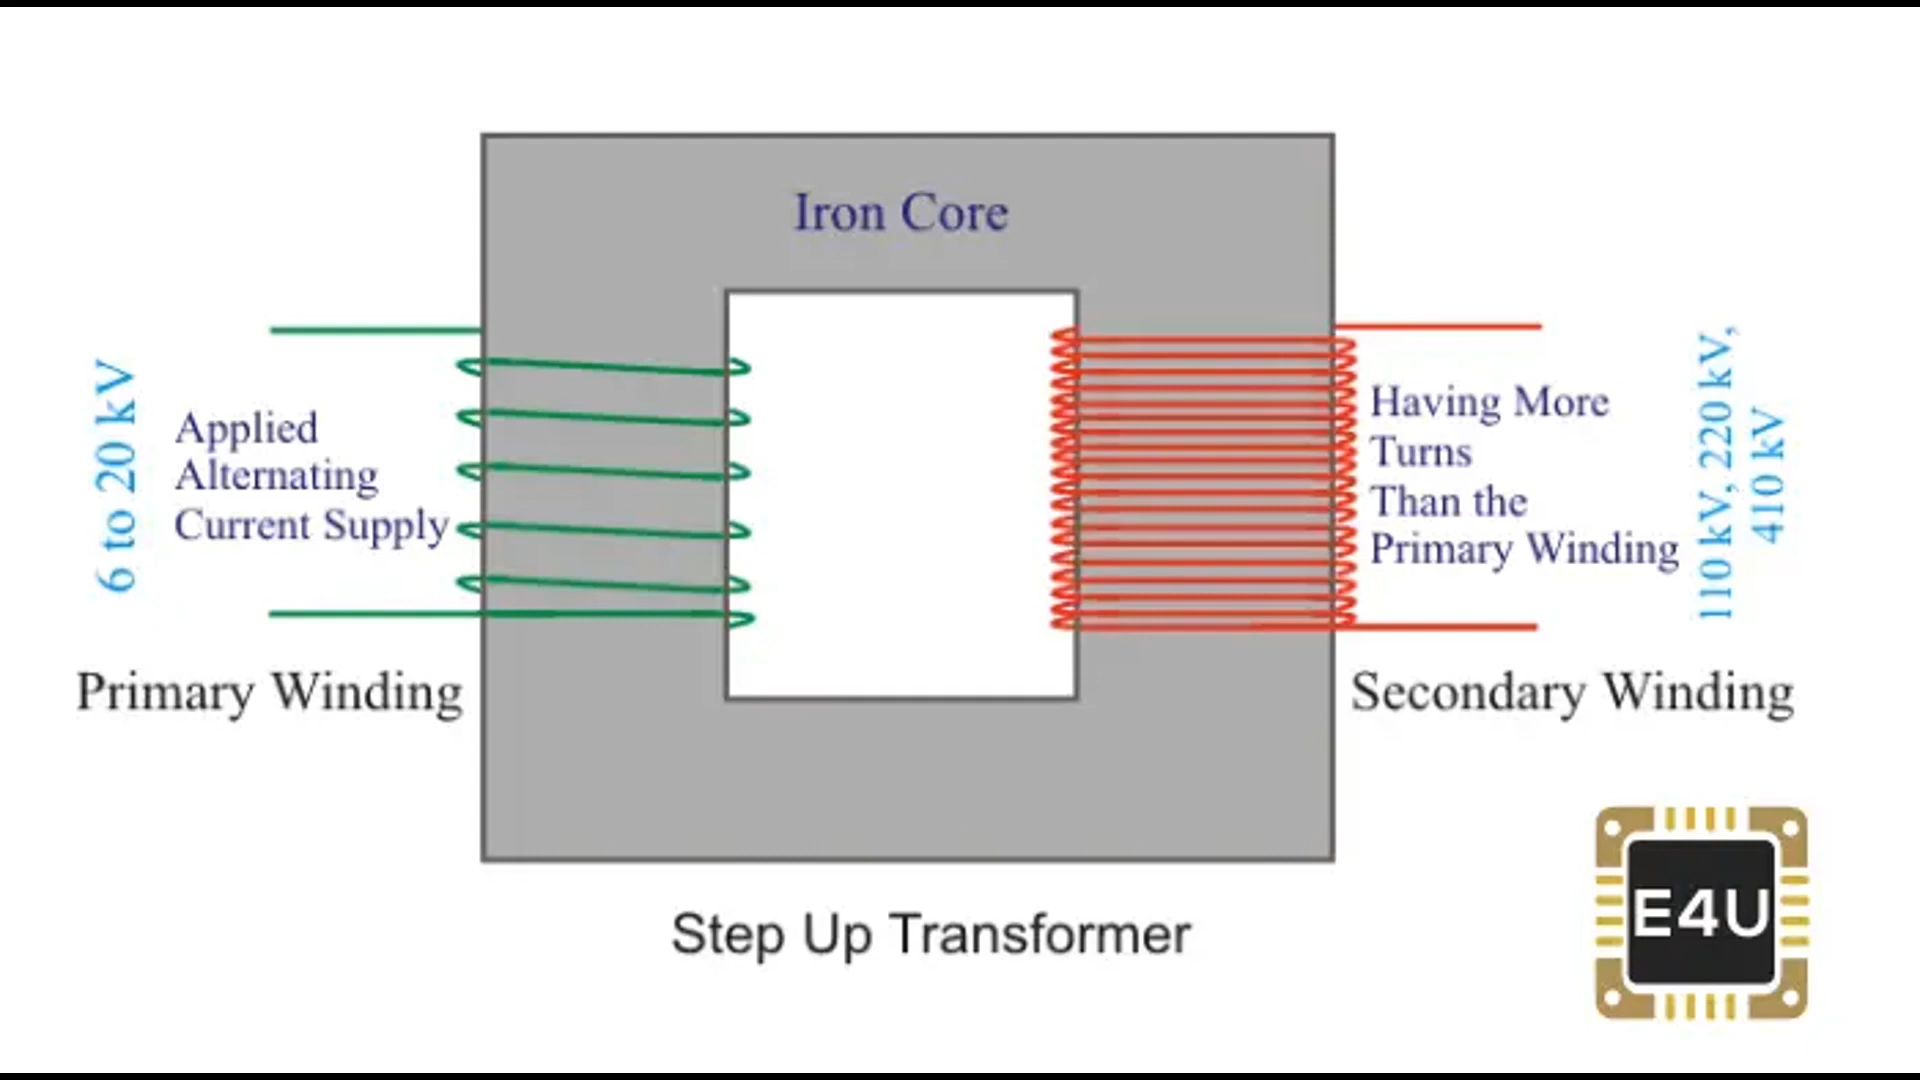 Iron Core
6 to 20 kV
Applied
Alternating
Current Supply
Having More
Turns
Than the
Primary Winding
110 kV, 220 kV,
410 kV
Primary Winding
Secondary Winding
Step Up Transformer
E4U